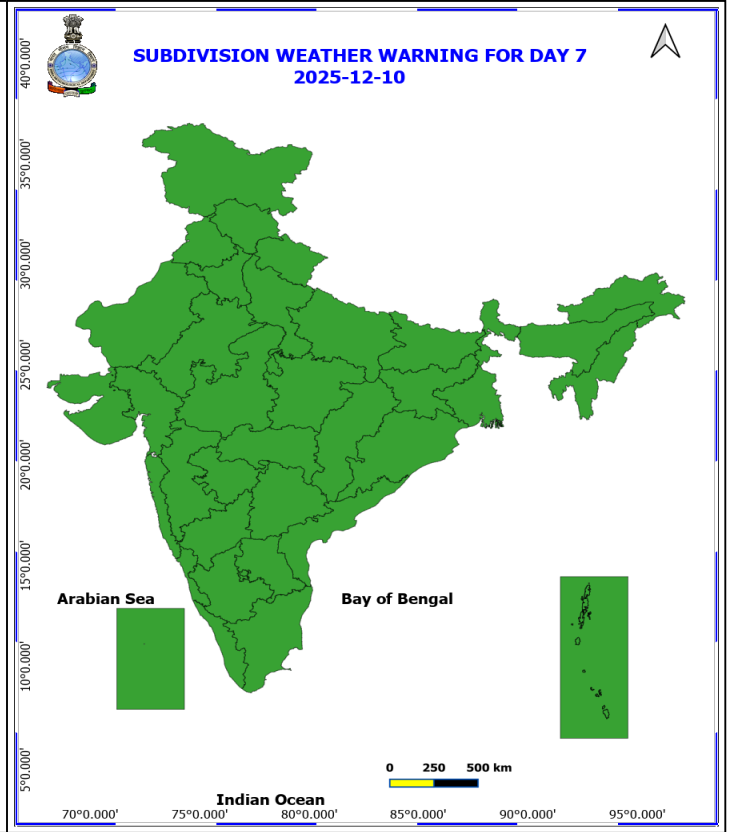 SUBDIVISION WEATHER WARNING FOR DAY 7
2025-12-10
40°0.000'
35°0.000'
30°0.000'
25°0.000'
20°0.000'
15°0.000'
10°0.000'
5°0.000'
Arabian Sea
Bay of Bengal
0 250 500 km
Indian Ocean
70°0.000' 75°0.000' 80°0.000' 85°0.000' 90°0.000' 95°0.000'